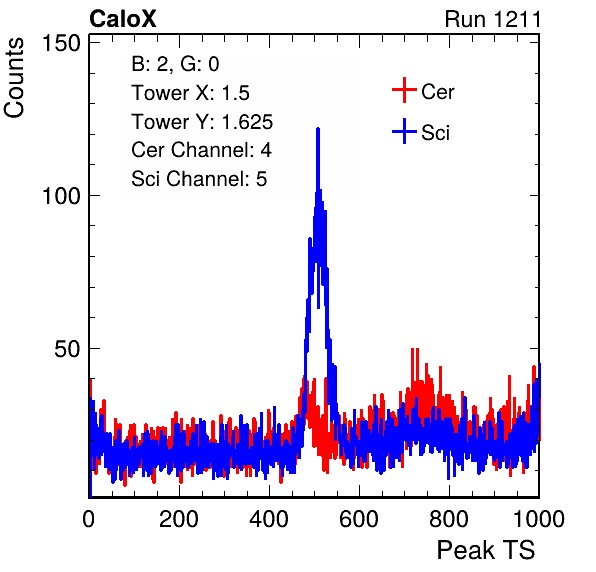 CaloX Run 1211
Counts
150
100
50
B: 2, G: 0
Tower X: 1.5
Tower Y: 1.625
Cer Channel: 4
Sci Channel: 5
Cer
Sci
0 200 400 600 800 1000
Peak TS